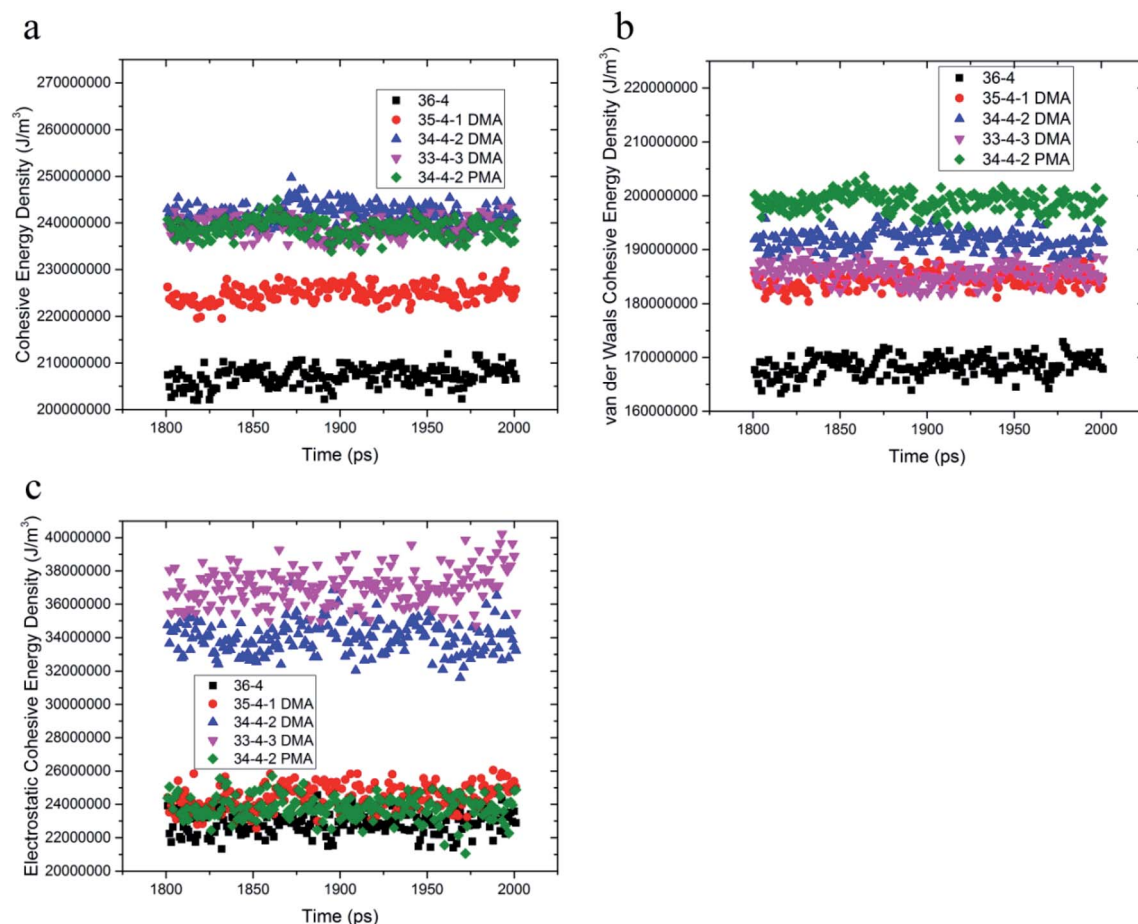 a
Cohesive Energy Density (J/m³)
270000000
260000000
250000000
240000000
230000000
220000000
210000000
200000000
36-4
35-4-1 DMA
34-4-2 DMA
33-4-3 DMA
34-4-2 PMA
1800
1850
1900
1950
2000
Time (ps)
b
van der Waals Cohesive Energy Density (J/m³)
220000000
210000000
200000000
190000000
180000000
170000000
160000000
36-4
35-4-1 DMA
34-4-2 DMA
33-4-3 DMA
34-4-2 PMA
1800
1850
1900
1950
2000
Time (ps)
c
Electrostatic Cohesive Energy Density (J/m³)
40000000
38000000
36000000
34000000
32000000
30000000
28000000
26000000
24000000
22000000
20000000
36-4
35-4-1 DMA
34-4-2 DMA
33-4-3 DMA
34-4-2 PMA
1800
1850
1900
1950
2000
Time (ps)